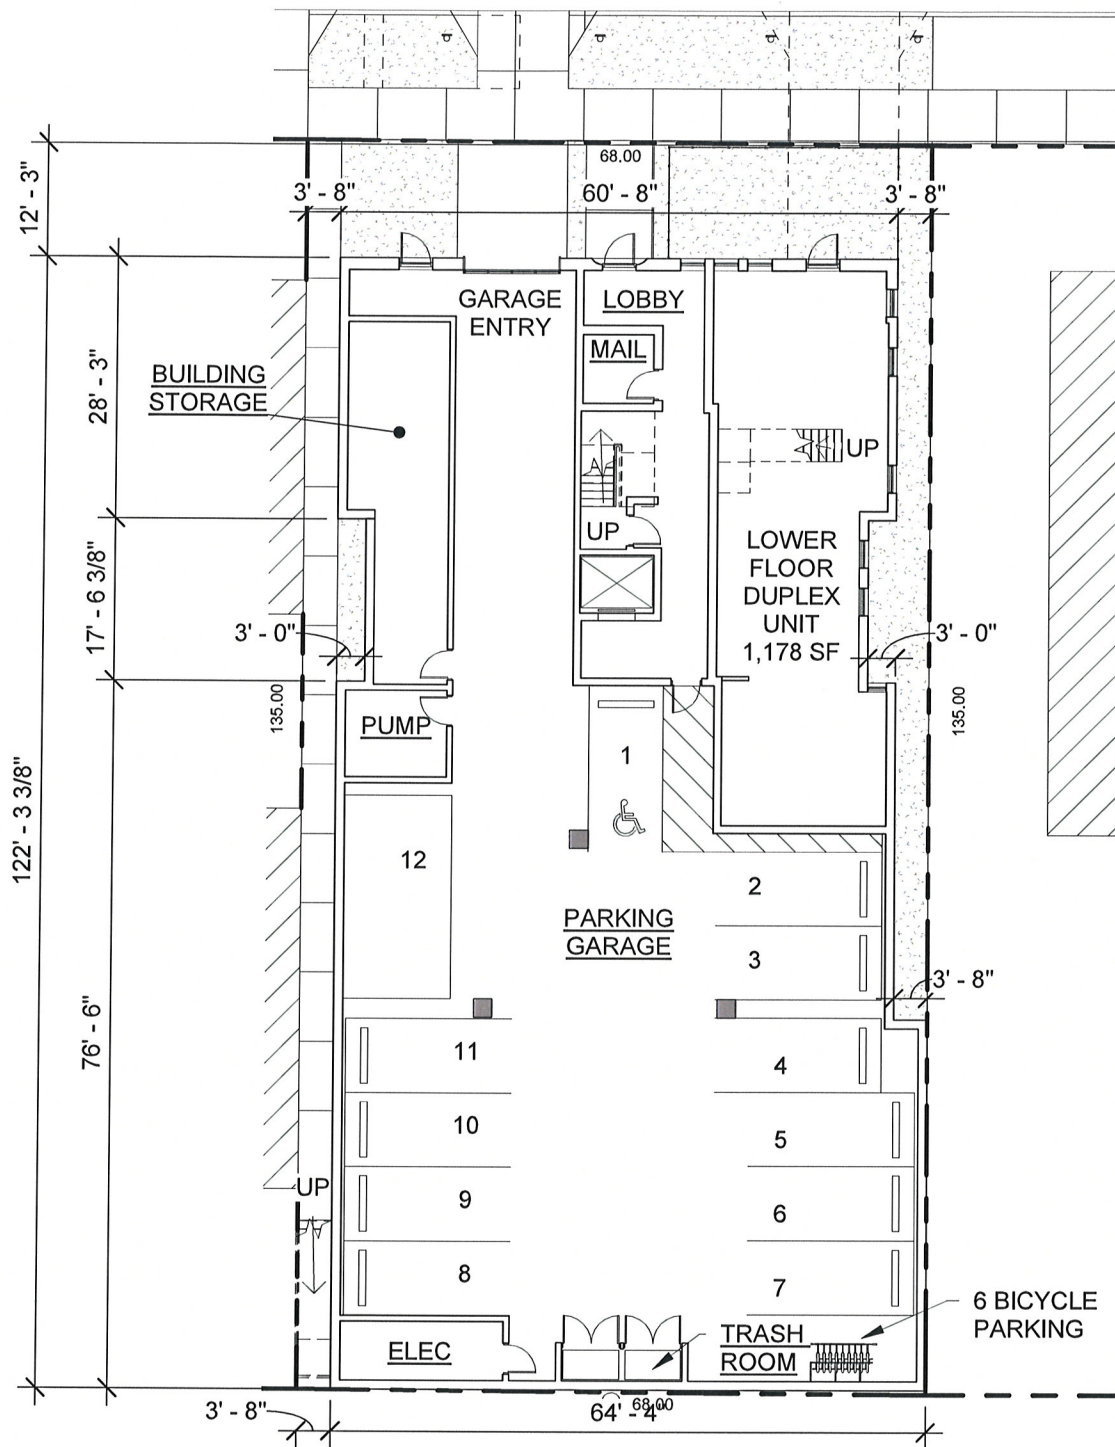 68.00
12' - 3"
3' - 8"
60' - 8"
3' - 8"
GARAGE
ENTRY
LOBBY
MAIL
28' - 3"
BUILDING
STORAGE
UP
UP
LOWER
FLOOR
DUPLEX
UNIT
1,178 SF
17' - 6 3/8"
3' - 0"
3' - 0"
135.00
135.00
PUMP
1
122' - 3 3/8"
12
2
PARKING
GARAGE
3
3' - 8"
76' - 6"
11
4
10
5
UP
9
6
8
7
6 BICYCLE
PARKING
ELEC
TRASH
ROOM
3' - 8"
64' - 4"
68.00